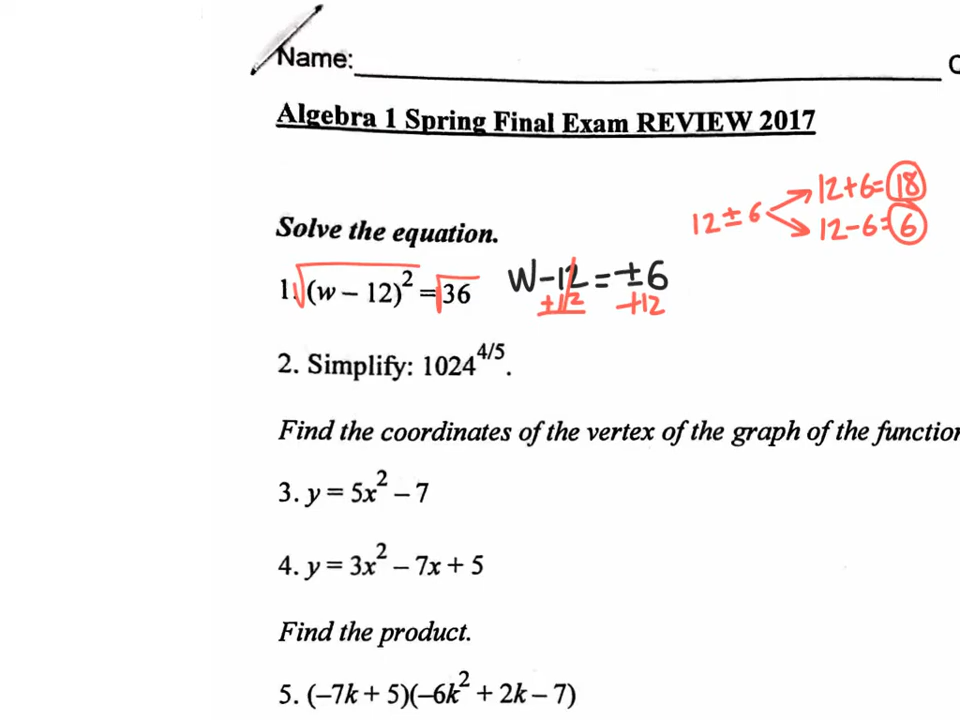 Name:
Algebra 1 Spring Final Exam REVIEW 2017
12 ± 6
12+6=18
12-6=6
Solve the equation.
1. √(w – 12)² = √36 W-12=±6
+12 +12
2. Simplify: 1024^4/5.
Find the coordinates of the vertex of the graph of the function
3. y = 5x² – 7
4. y = 3x² – 7x + 5
Find the product.
5. (–7k + 5)(–6k² + 2k – 7)